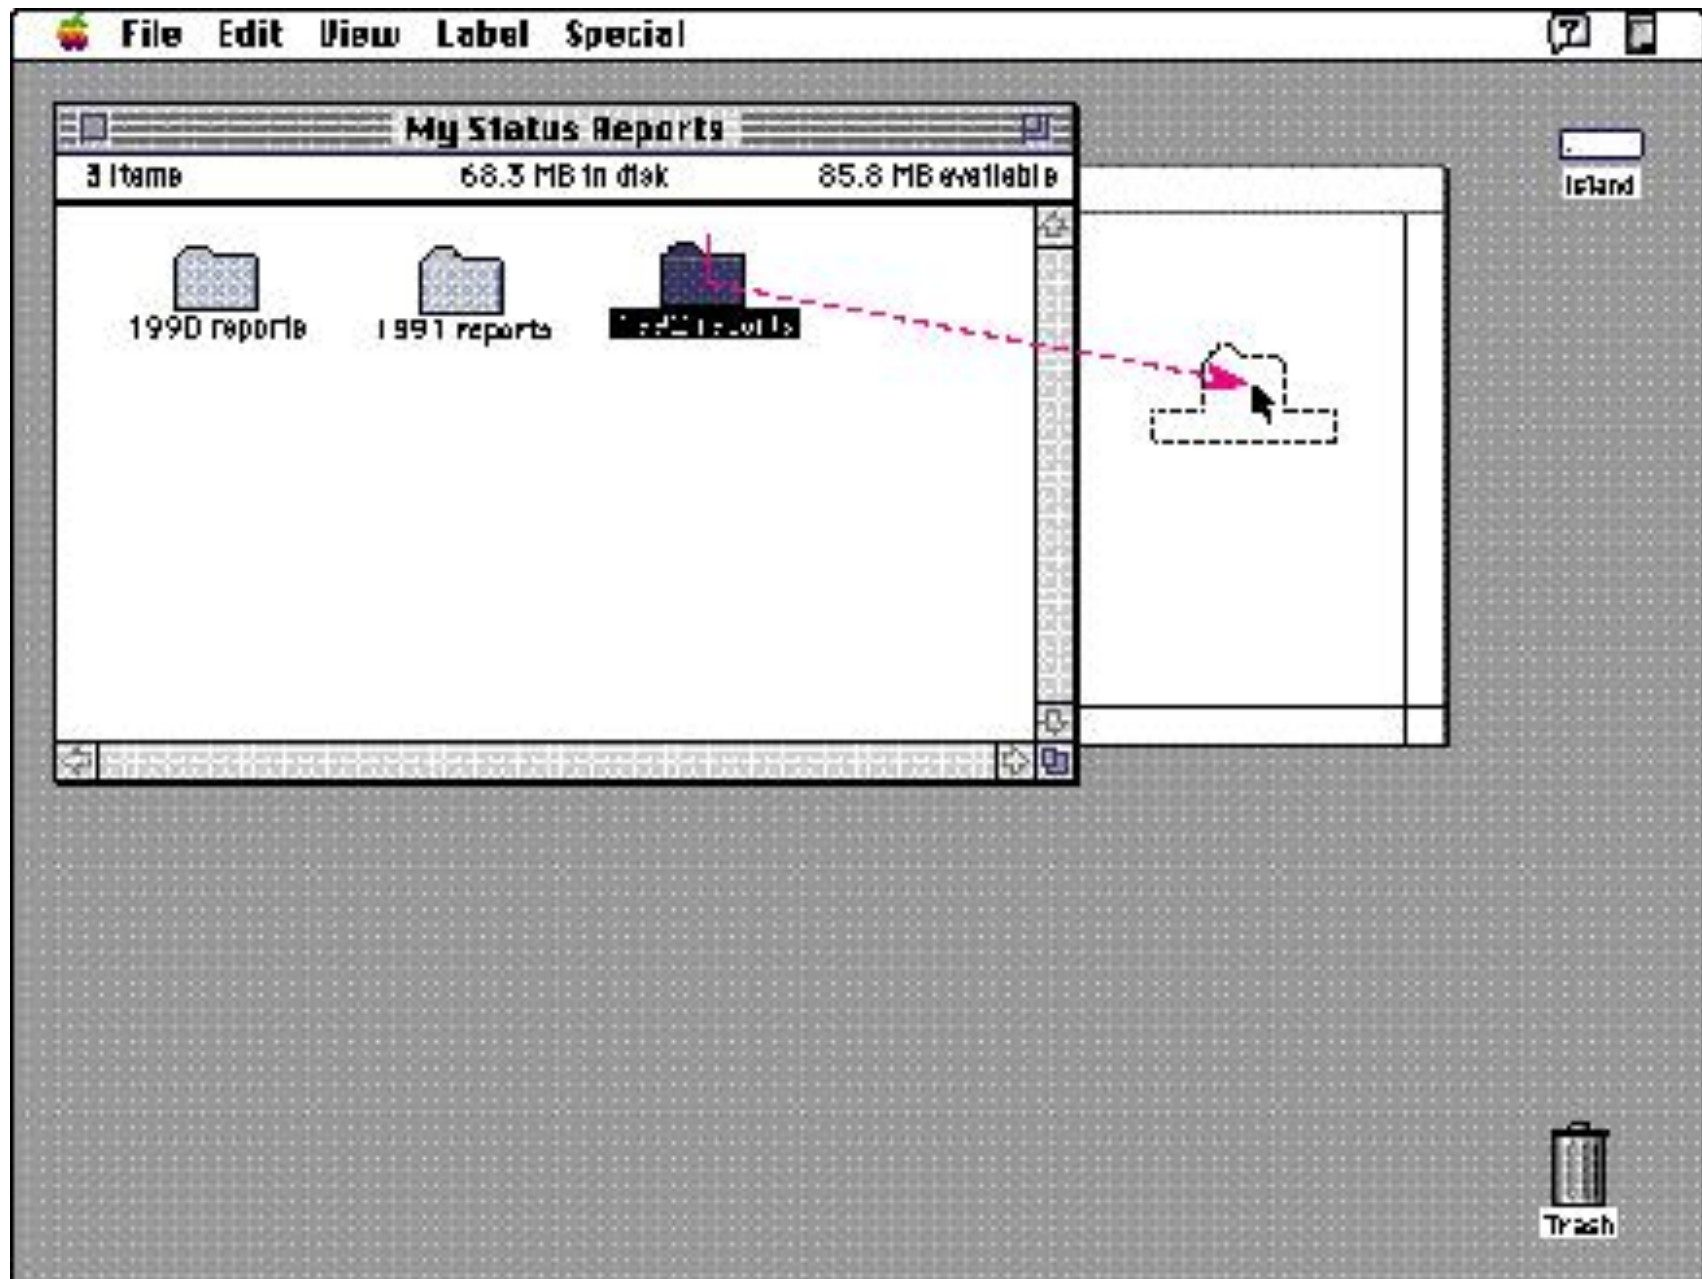 File Edit View Label Special
My Status Reports
3 items 68.3 MB in disk 85.8 MB available
Island
1990 reports 1991 reports reports
Trash